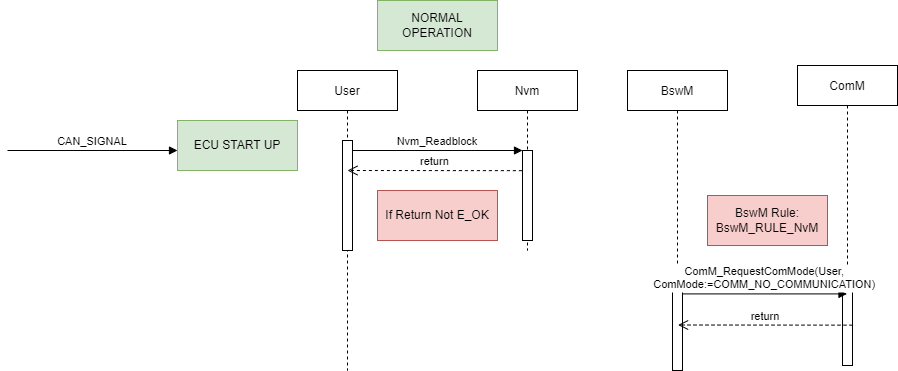 NORMAL
OPERATION
User
Nvm
BswM
ComM
CAN_SIGNAL
ECU START UP
Nvm_Readblock
return
If Return Not E_OK
BswM Rule:
BswM_RULE_NvM
ComM_RequestComMode(User,
ComMode:=COMM_NO_COMMUNICATION)
return